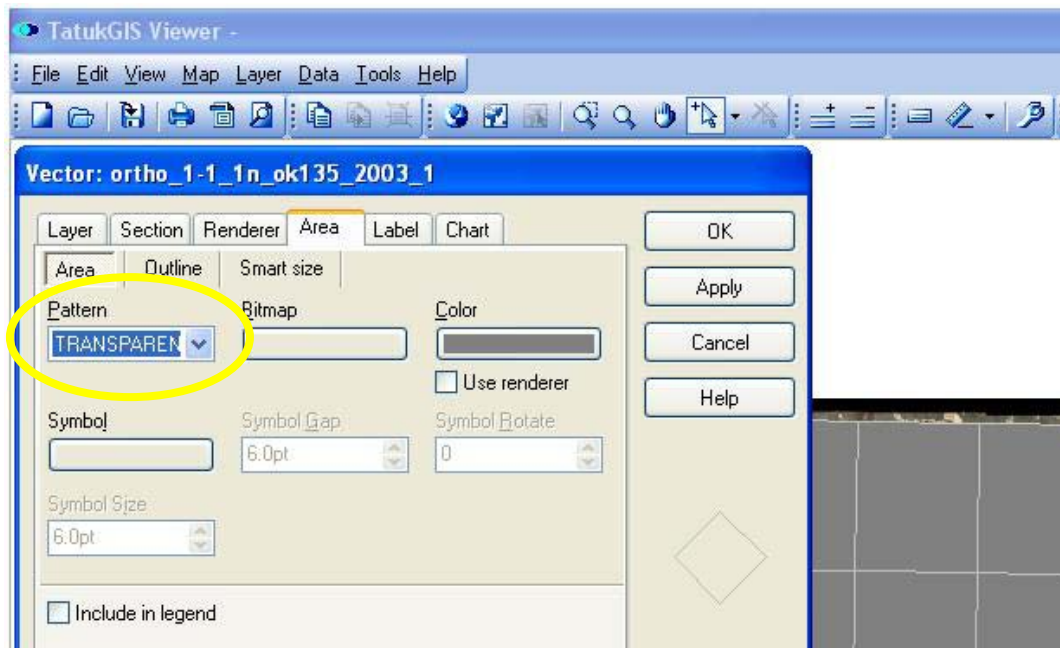 TatukGIS Viewer -
File Edit View Map Layer Data Tools Help
Vector: ortho_1-1_1n_ok135_2003_1
Layer Section Renderer Area Label Chart
OK
Area Outline Smart size
Apply
Pattern Bitmap Color
TRANSPAREN
Cancel
Use renderer
Help
Symbol Symbol Gap Symbol Rotate
6.0pt 0
Symbol Size
6.0pt
Include in legend